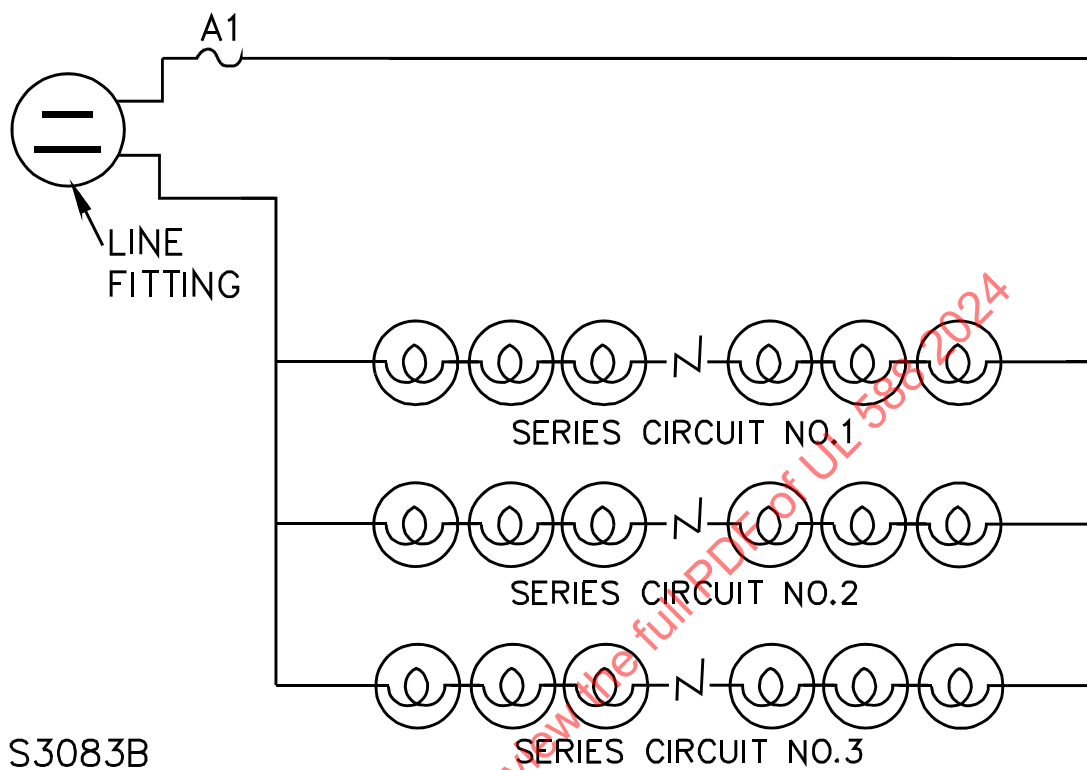 A1
LINE
FITTING
SERIES CIRCUIT NO.1
SERIES CIRCUIT NO.2
SERIES CIRCUIT NO.3
S3083B
view the full PDF of UL 588 2024